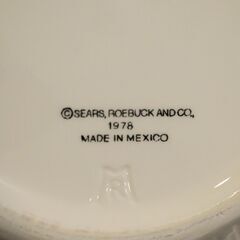 ©SEARS, ROEBUCK AND CO.,
1978
MADE IN MEXICO